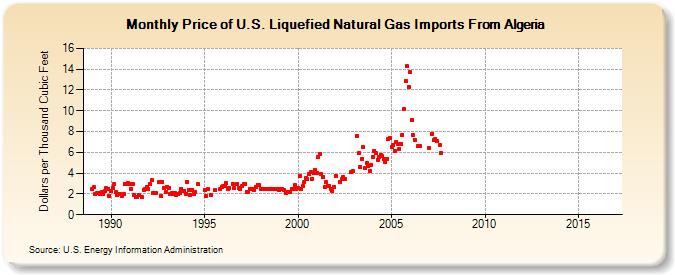 Monthly Price of U.S. Liquefied Natural Gas Imports From Algeria
Dollars per Thousand Cubic Feet
16
14
12
10
8
6
4
2
0
1990 1995 2000 2005 2010 2015
Source: U.S. Energy Information Administration